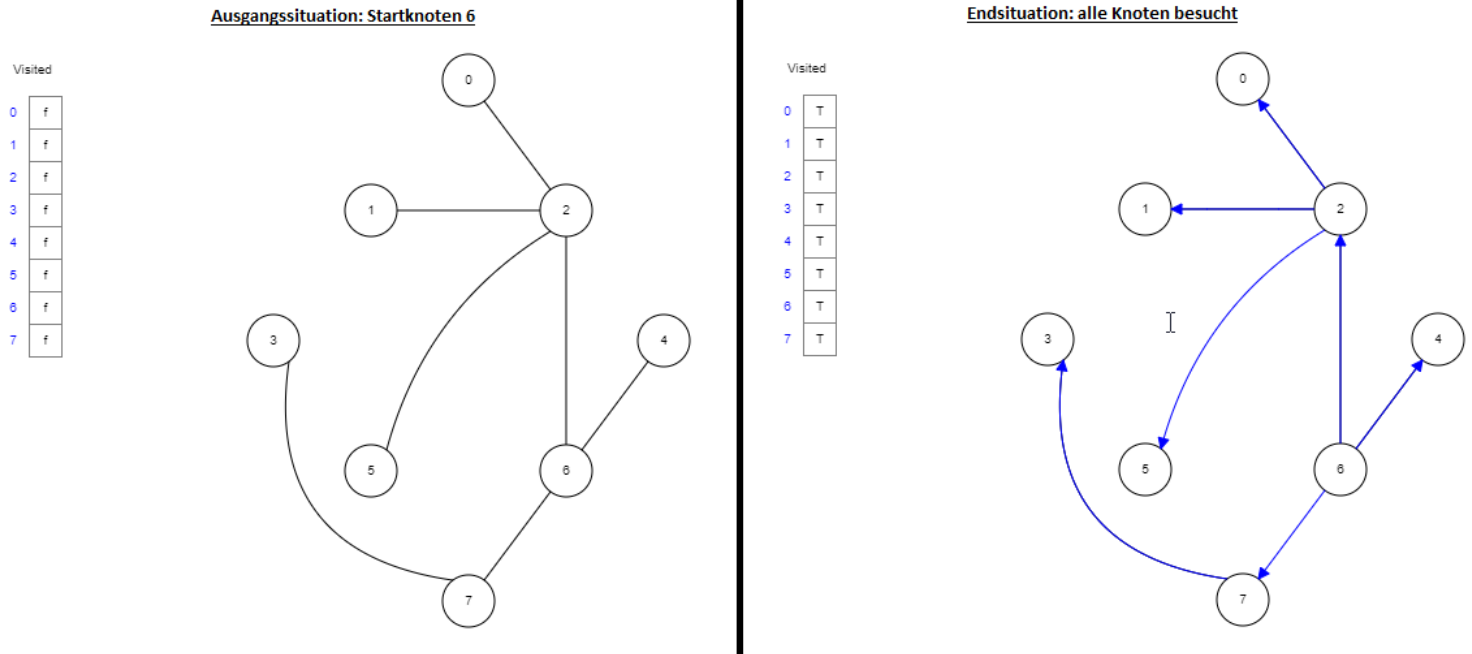 Ausgangssituation: Startknoten 6
Visited
0 f
1 f
2 f
3 f
4 f
5 f
6 f
7 f
0
1
2
3
4
5
6
7
Endsituation: alle Knoten besucht
Visited
0 T
1 T
2 T
3 T
4 T
5 T
6 T
7 T
0
1
2
3
4
5
6
7